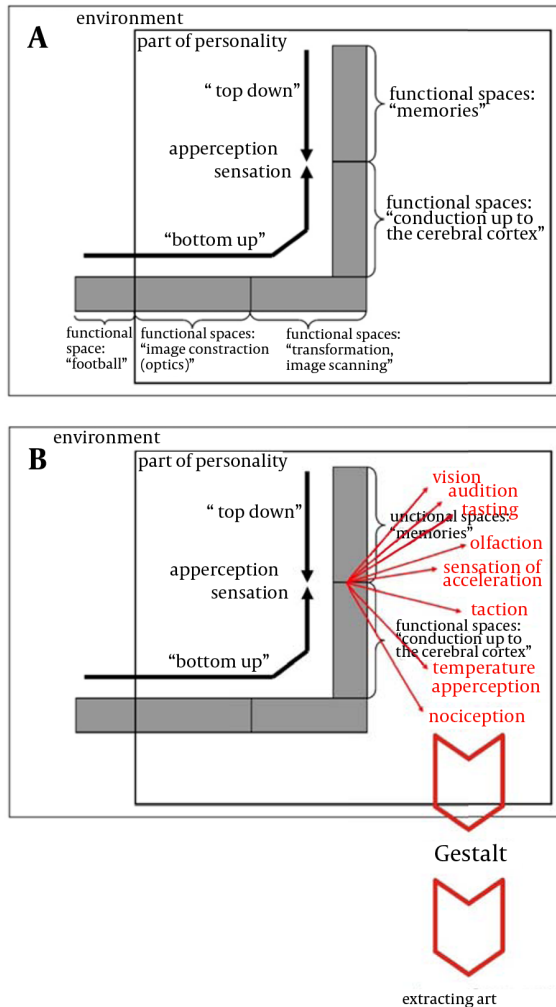 environment
A
part of personality
“ top down”
functional spaces:
“memories”
apperception
sensation
functional spaces:
“conduction up to
the cerebral cortex”
“bottom up”
functional
space:
“football”
functional spaces:
“image constraction
(optics)”
functional spaces:
“transformation,
image scanning”
environment
B
part of personality
vision
audition
“ top down”
tasting
unctional spaces:
“memories”
olfaction
apperception
sensation of
acceleration
sensation
taction
functional spaces:
“conduction up to
the cerebral cortex”
“bottom up”
temperature
apperception
nociception
Gestalt
extracting art